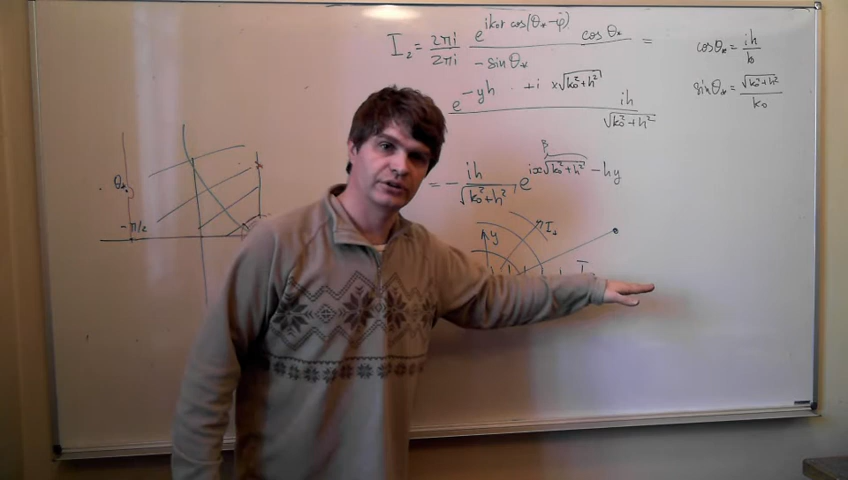 I₂ = 2πi/2πi e^{ik₀r cos(θ* - φ̃)} cos θ* / -sin θ* =
cos θ* = ih/k₀
sin θ* = √(k₀²+h²)/k₀
e^{-yh + i x√(k₀²+h²)} ih/√(k₀²+h²)
β
= - ih/√(k₀²+h²) e^{ix√(k₀²+h²) - hy}
θ*
-π/2
y